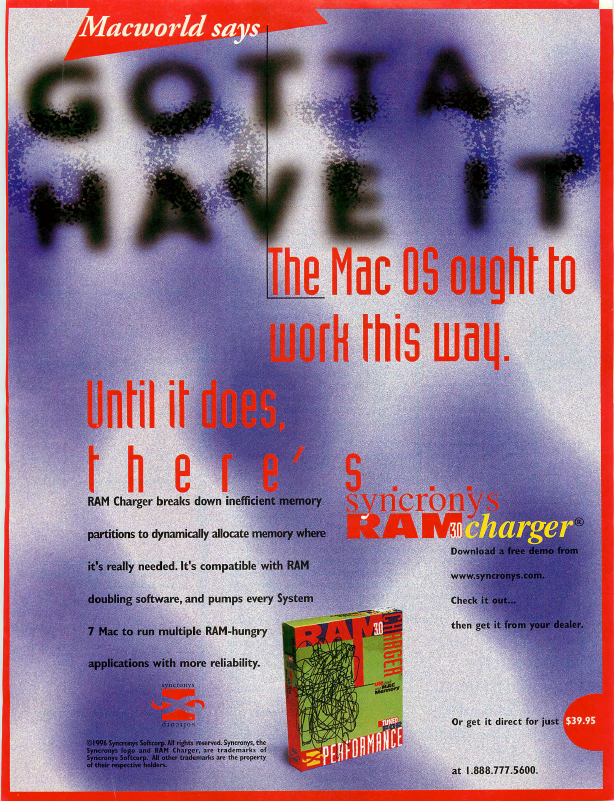 Macworld says
GOTTA
HAVE IT
The Mac OS ought to
work this way.
Until it does,
there's
RAM Charger breaks down inefficient memory
partitions to dynamically allocate memory where
it's really needed. It's compatible with RAM
doubling software, and pumps every System
7 Mac to run multiple RAM-hungry
applications with more reliability.
syncronys
softcorp
©1996 Syncronys Softcorp. All rights reserved. Syncronys, the
Syncronys logo and RAM Charger, are trademarks of
Syncronys Softcorp. All other trademarks are the property
of their respective holders.
syncronys
RAM 3.0 charger®
Download a free demo from
www.syncronys.com.
Check it out...
then get it from your dealer.
RAM 3.0
CHARGER
MAC
Memory
TUNED
PERFORMANCE
Or get it direct for just $39.95
at 1.888.777.5600.